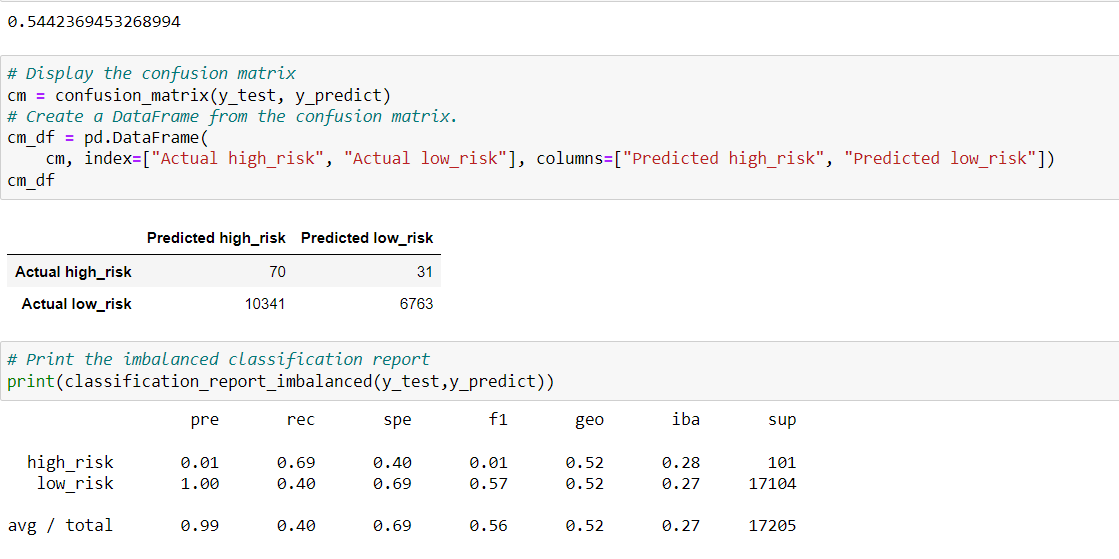 0.5442369453268994
# Display the confusion matrix
cm = confusion_matrix(y_test, y_predict)
# Create a DataFrame from the confusion matrix.
cm_df = pd.DataFrame(
    cm, index=["Actual high_risk", "Actual low_risk"], columns=["Predicted high_risk", "Predicted low_risk"])
cm_df
Predicted high_risk Predicted low_risk
Actual high_risk 70 31
Actual low_risk 10341 6763
# Print the imbalanced classification report
print(classification_report_imbalanced(y_test,y_predict))
pre rec spe f1 geo iba sup
high_risk 0.01 0.69 0.40 0.01 0.52 0.28 101
low_risk 1.00 0.40 0.69 0.57 0.52 0.27 17104
avg / total 0.99 0.40 0.69 0.56 0.52 0.27 17205